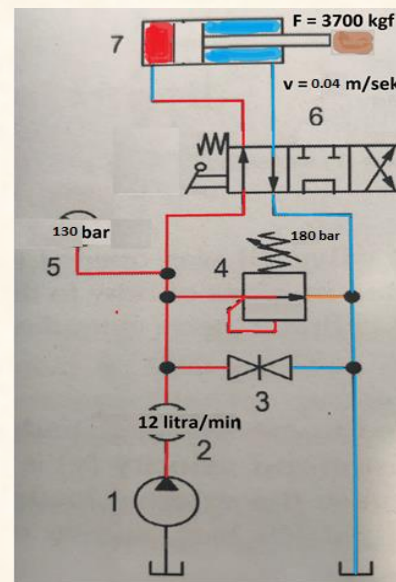 F = 3700 kgf
7
v = 0.04 m/sek
6
130 bar
180 bar
5
4
3
12 litra/min
2
1